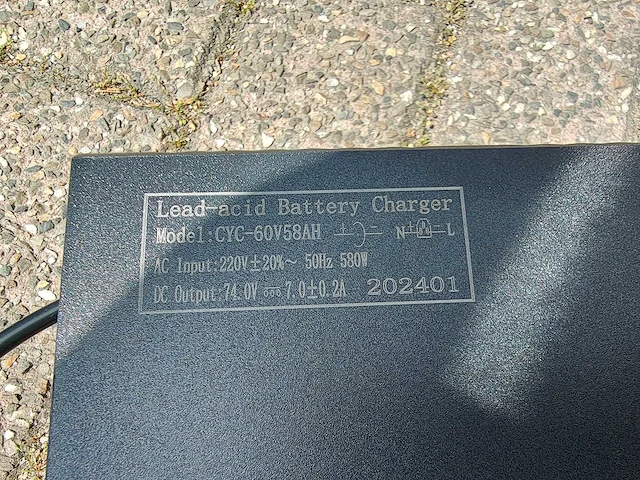 Lead-acid Battery Charger
Model:CYC-60V58AH N L
AC Input:220V±20%~ 50Hz 580W
DC Output:74.0V⎓7.0±0.2A 202401